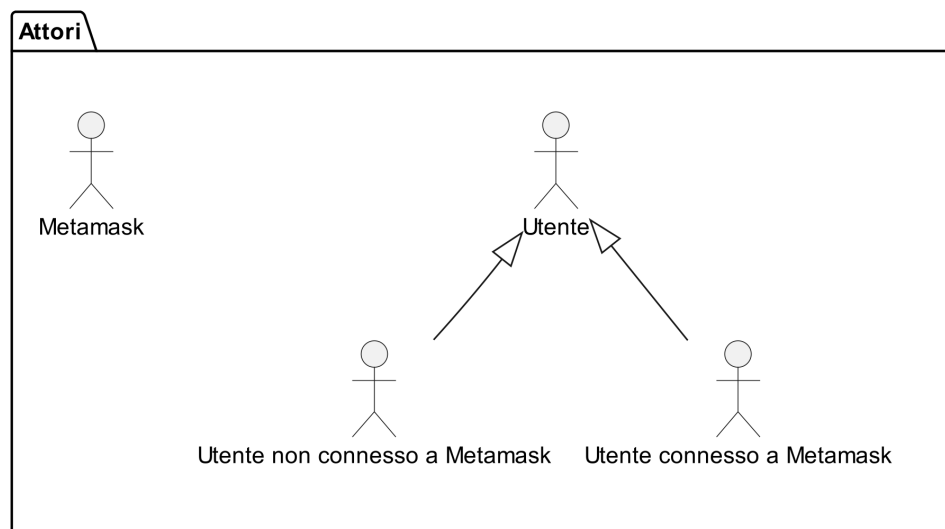 Attori
Metamask
Utente
Utente non connesso a Metamask
Utente connesso a Metamask